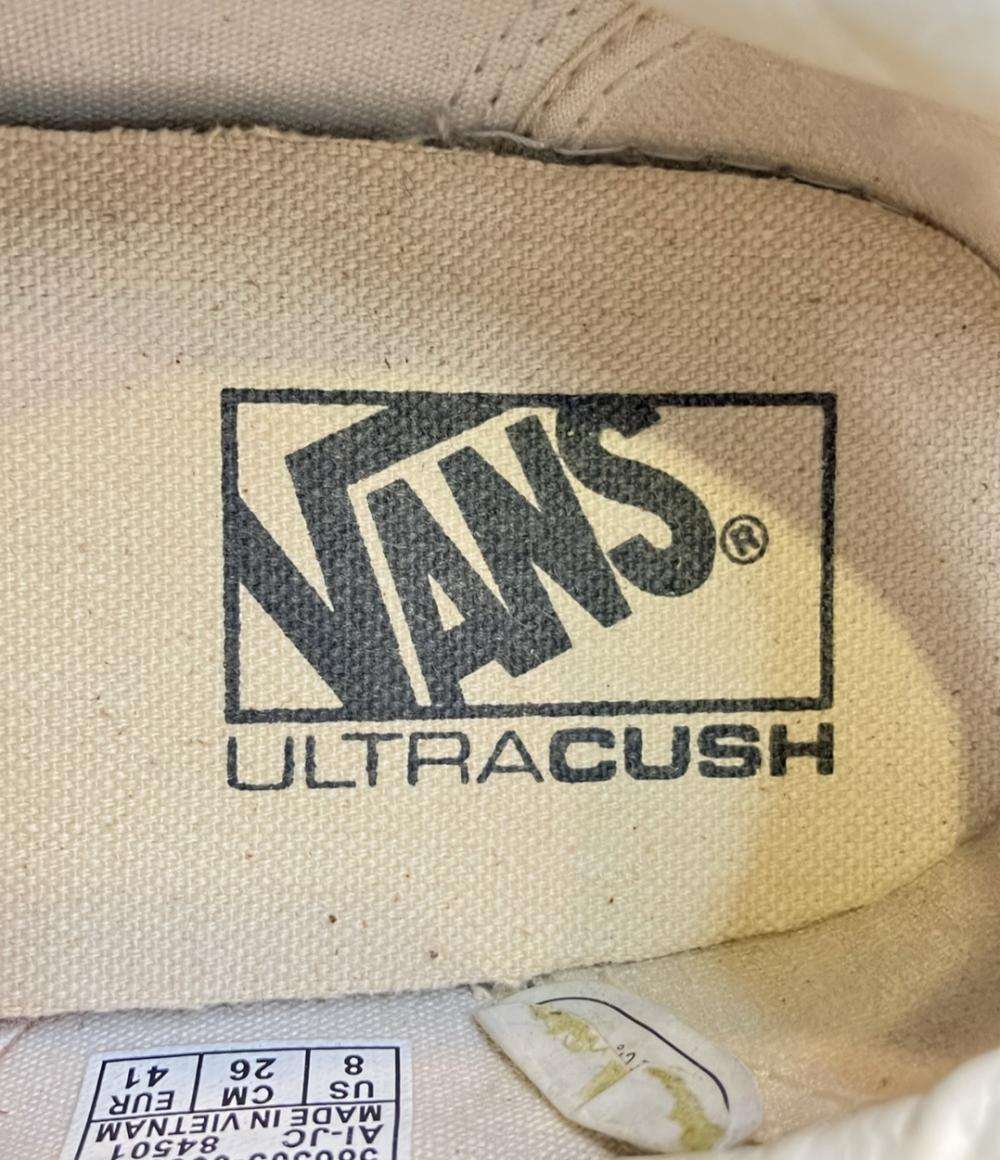 VANS®
ULTRACUSH
US CM EUR
8 26 41
MADE IN VIETNAM
AI-JC 84501